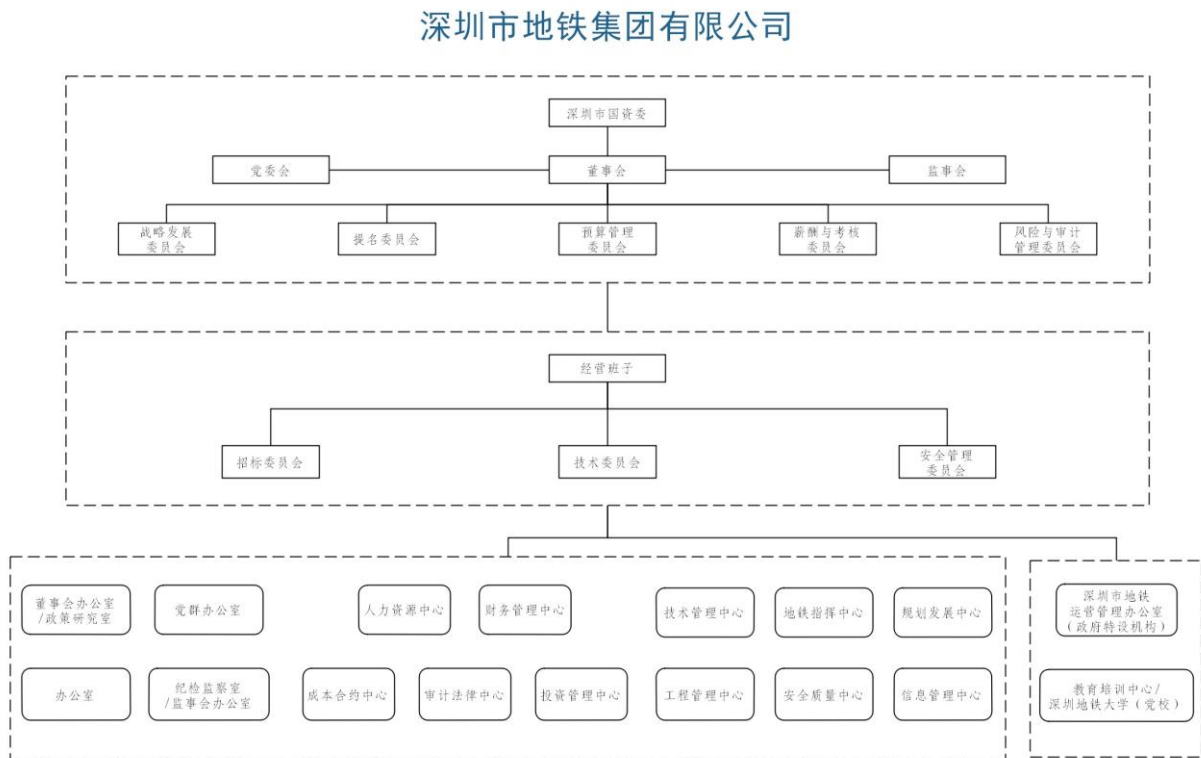 深圳市地铁集团有限公司
深圳市国资委
党委会
董事会
监事会
战略发展
委员会
提名委员会
预算管理
委员会
薪酬与考核
委员会
风险与审计
管理委员会
经营班子
招标委员会
技术委员会
安全管理
委员会
董事会办公室
/政策研究室
党群办公室
人力资源中心
财务管理中心
技术管理中心
地铁指挥中心
规划发展中心
深圳市地铁
运营管理办公室
（政府特设机构）
办公室
纪检监察室
/监事会办公室
成本合约中心
审计法律中心
投资管理中心
工程管理中心
安全质量中心
信息管理中心
教育培训中心/
深圳地铁大学（党校）